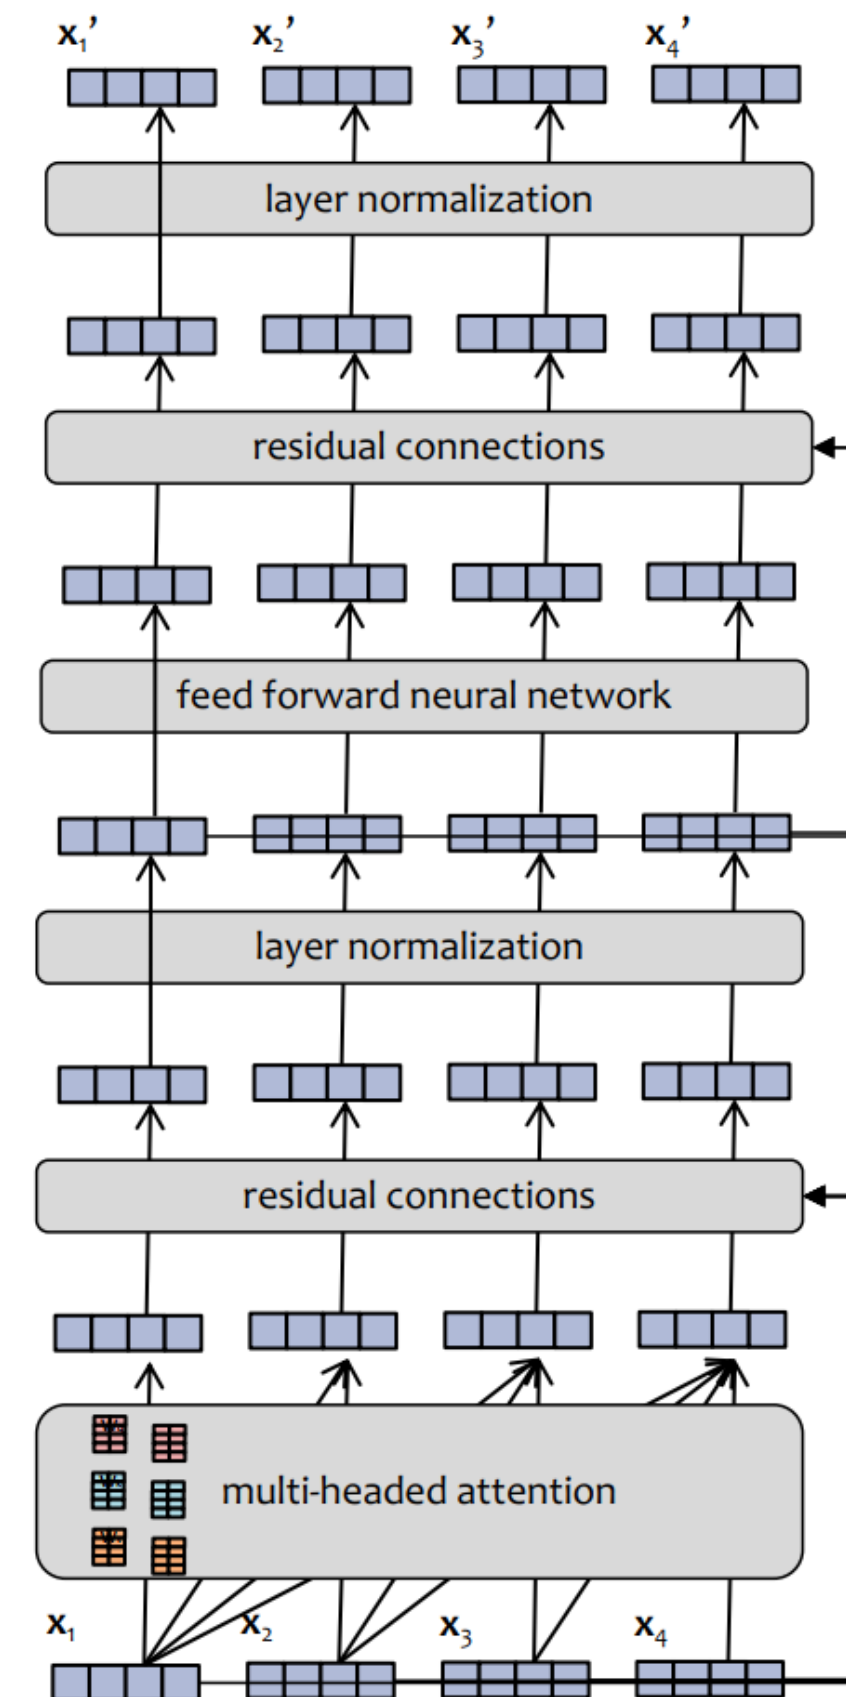 x₁’ x₂’ x₃’ x₄’
layer normalization
residual connections
feed forward neural network
layer normalization
residual connections
multi-headed attention
x₁ x₂ x₃ x₄